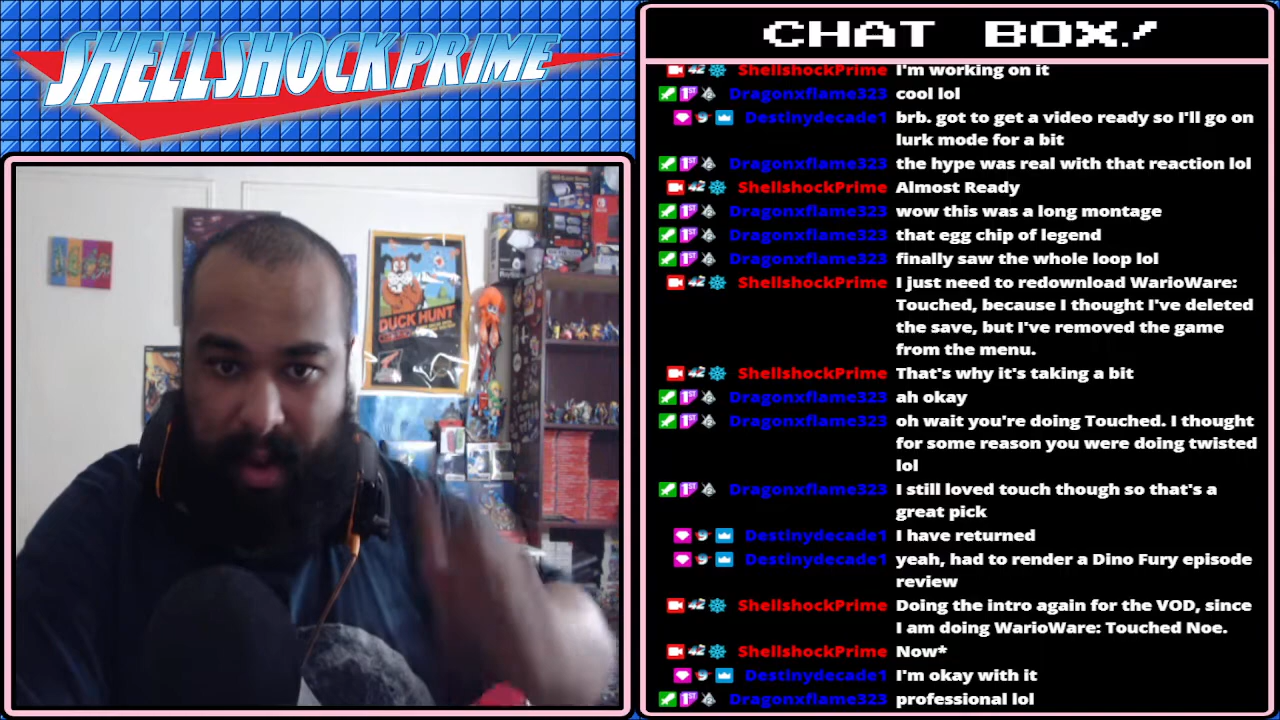 SHELLSHOCKPRIME
CHAT BOX!
ShellshockPrime I'm working on it
Dragonxflame323 cool lol
Destinydecade1 brb. got to get a video ready so I'll go on
lurk mode for a bit
Dragonxflame323 the hype was real with that reaction lol
ShellshockPrime Almost Ready
Dragonxflame323 wow this was a long montage
Dragonxflame323 that egg chip of legend
Dragonxflame323 finally saw the whole loop lol
ShellshockPrime I just need to redownload WarioWare:
Touched, because I thought I've deleted
the save, but I've removed the game
from the menu.
ShellshockPrime That's why it's taking a bit
Dragonxflame323 ah okay
Dragonxflame323 oh wait you're doing Touched. I thought
for some reason you were doing twisted
lol
Dragonxflame323 I still loved touch though so that's a
great pick
Destinydecade1 I have returned
Destinydecade1 yeah, had to render a Dino Fury episode
review
ShellshockPrime Doing the intro again for the VOD, since
I am doing WarioWare: Touched Noe.
ShellshockPrime Now*
Destinydecade1 I'm okay with it
Dragonxflame323 professional lol
DUCK HUNT